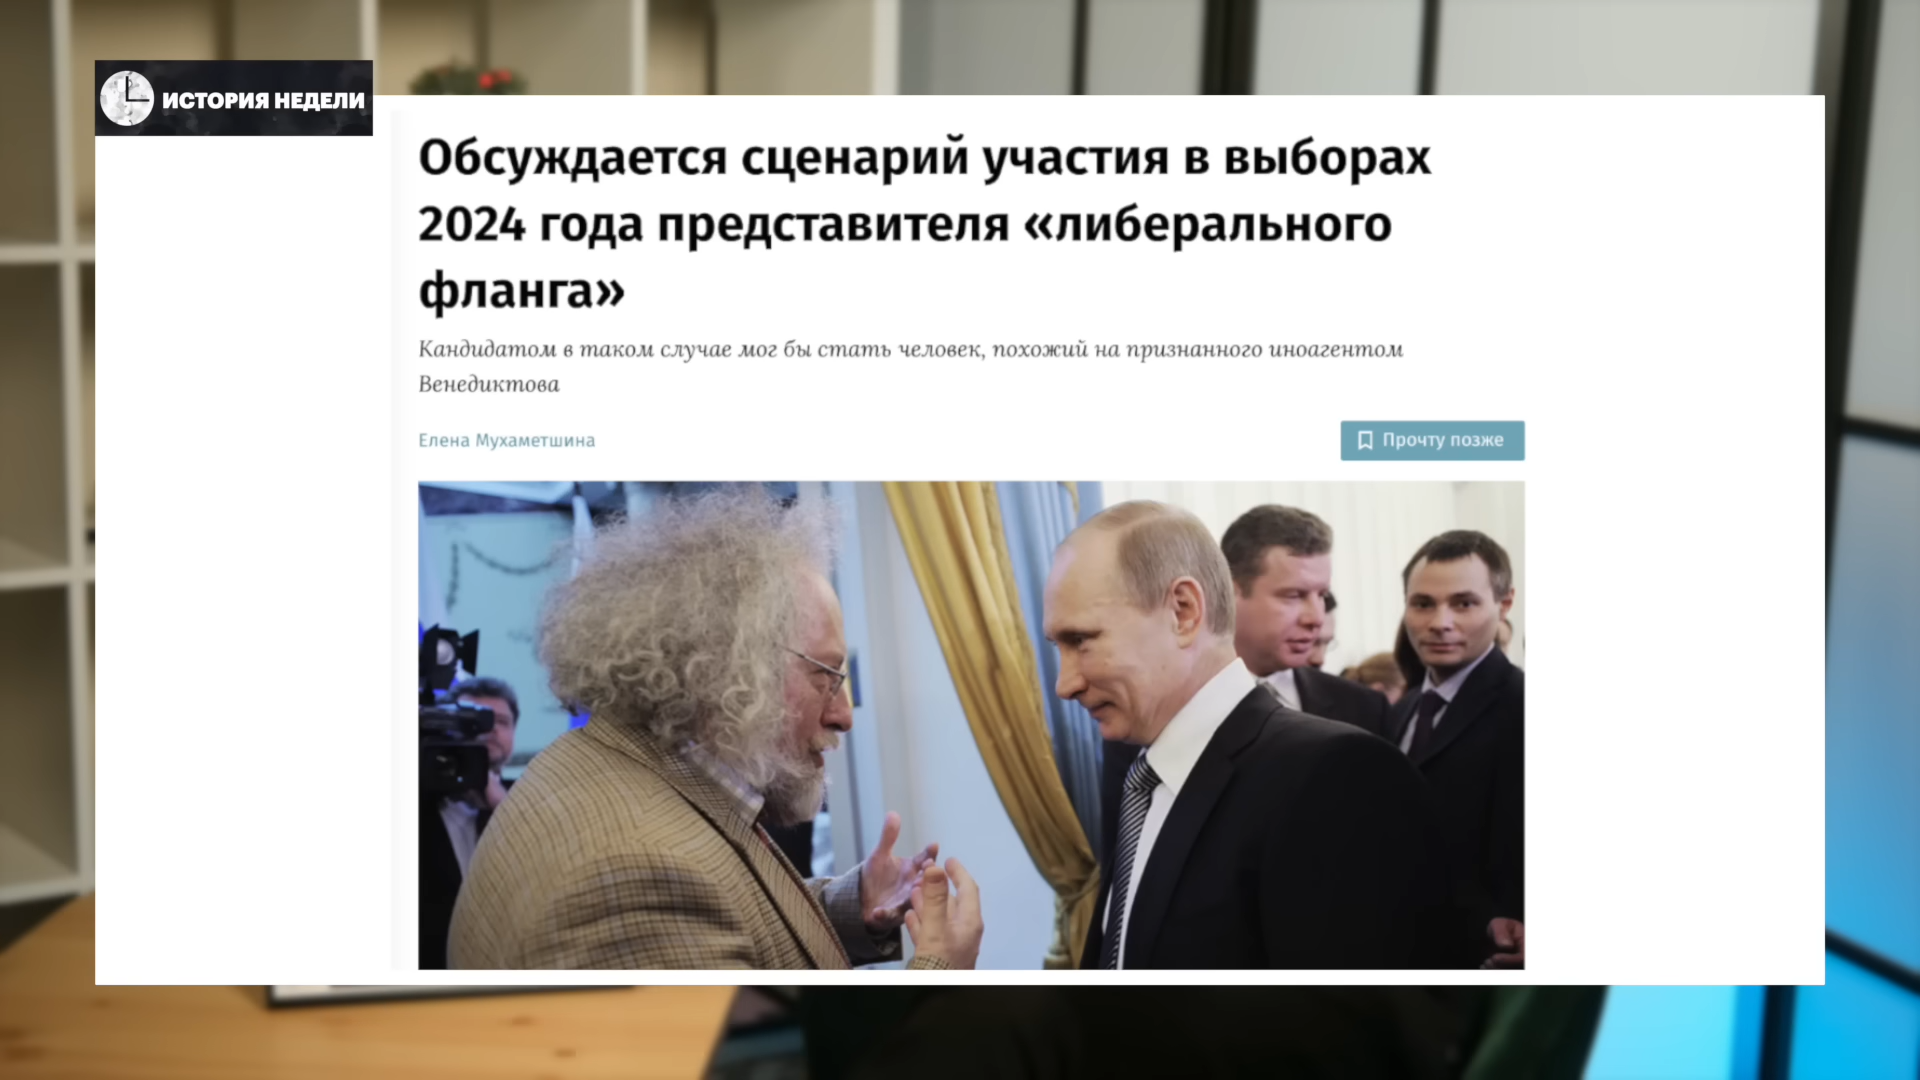 ИСТОРИЯ НЕДЕЛИ
Обсуждается сценарий участия в выборах
2024 года представителя «либерального
фланга»
Кандидатом в таком случае мог бы стать человек, похожий на признанного иноагентом
Венедиктова
Елена Мухаметшина
Прочту позже